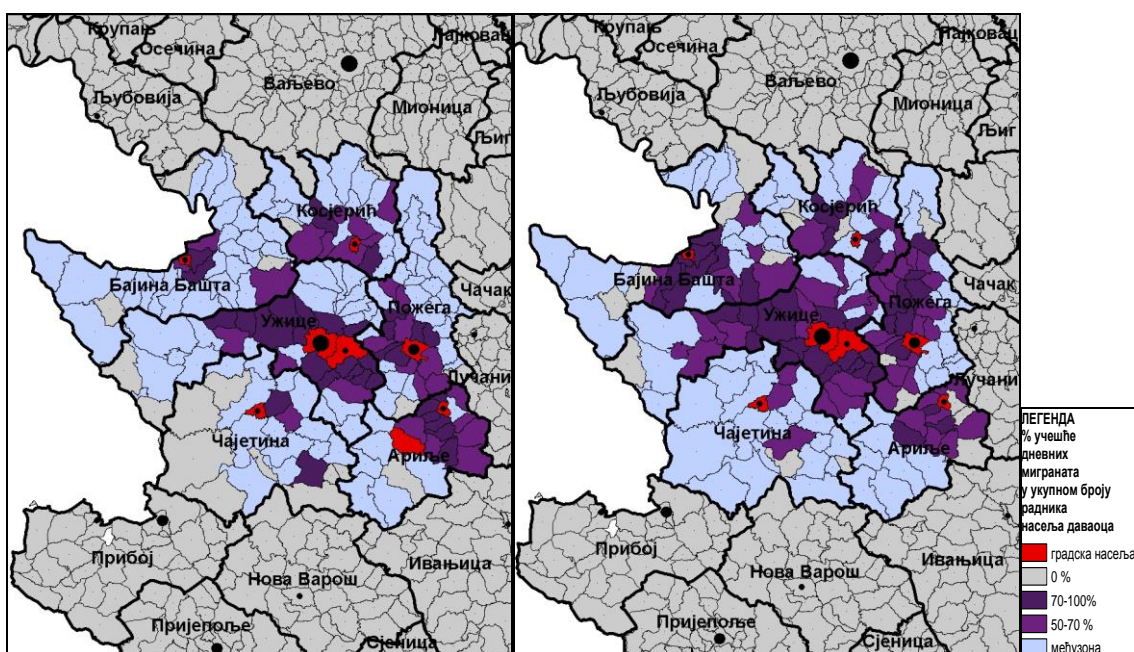 Крупањ
Осечина
Лајковац
Ваљево
Љубовија
Мионица
Љиг
Косјерић
Бајина Башта
Чачак
Пожега
Ужице
Лучани
Чајетина
Ариље
Прибој
Нова Варош
Ивањица
Пријепоље
Сјеница
Крупањ
Осечина
Лајковац
Ваљево
Љубовија
Мионица
Љиг
Косјерић
Бајина Башта
Чачак
Пожега
Ужице
Лучани
Чајетина
Ариље
Прибој
Нова Варош
Ивањица
Пријепоље
Сјеница
ЛЕГЕНДА
% учешће
дневних
миграната
у укупном броју
радника
насеља даваоца
градска насеља
0 %
70-100%
50-70 %
међузона